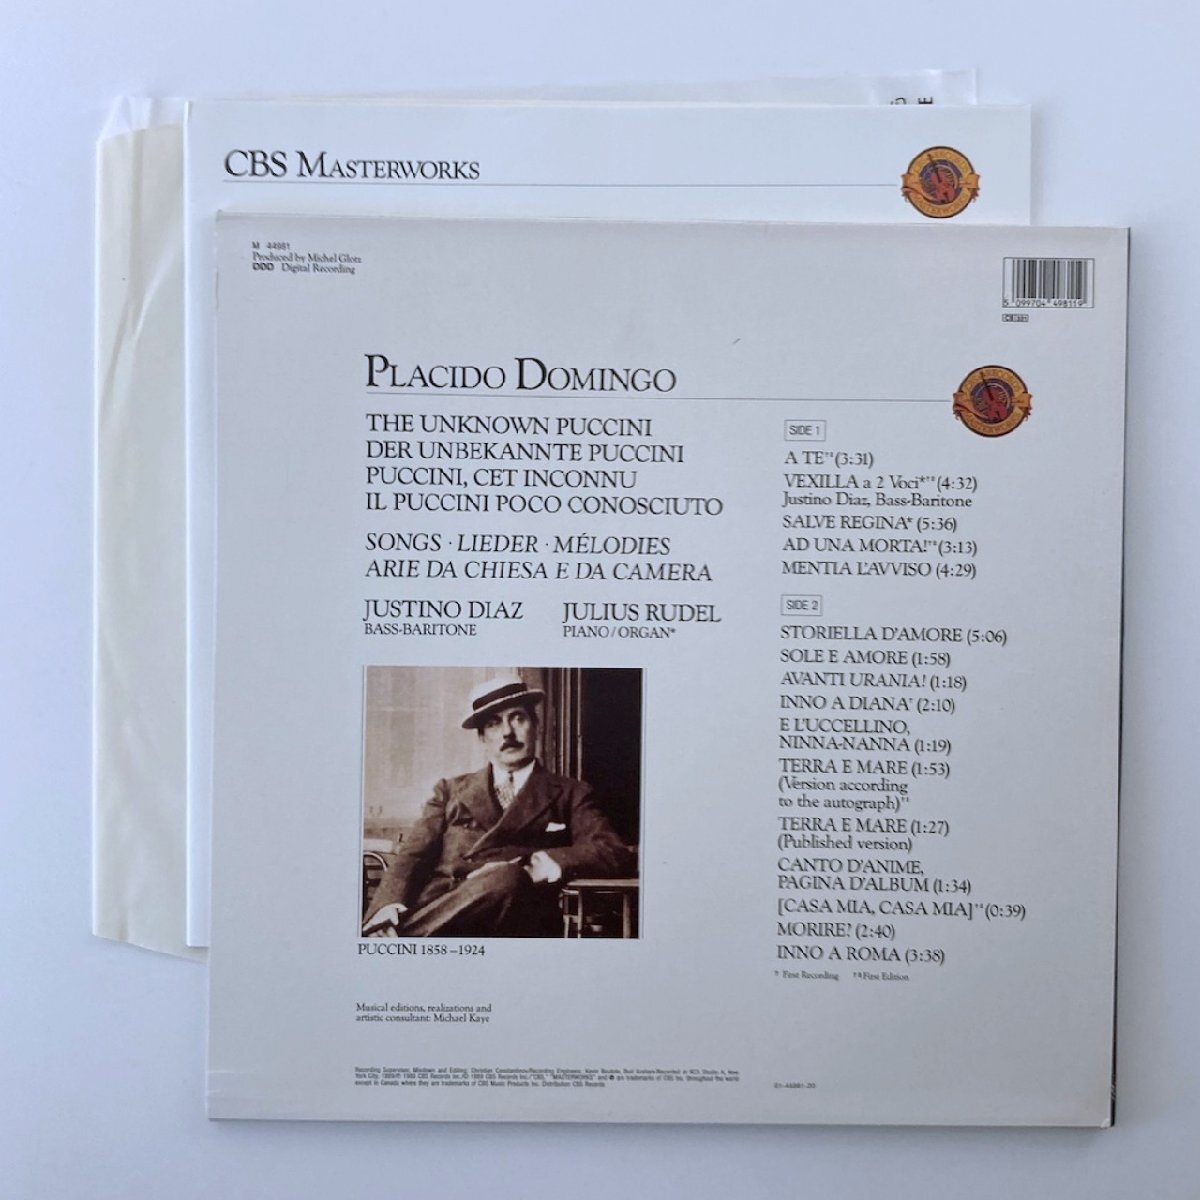 CBS MASTERWORKS
M 44981
Produced by Michel Glotz
DDD Digital Recording
5 099704 498119
PLACIDO DOMINGO
THE UNKNOWN PUCCINI
DER UNBEKANNTE PUCCINI
PUCCINI, CET INCONNU
IL PUCCINI POCO CONOSCIUTO
SONGS · LIEDER · MÉLODIES
ARIE DA CHIESA E DA CAMERA
JUSTINO DIAZ
BASS-BARITONE
JULIUS RUDEL
PIANO/ORGAN*
PUCCINI 1858–1924
Musical editions, realizations and
artistic consultant: Michael Kaye
SIDE 1
A TE††(3:31)
VEXILLA a 2 Voci*††(4:32)
Justino Diaz, Bass-Baritone
SALVE REGINA* (5:36)
AD UNA MORTA!††(3:13)
MENTIA L'AVVISO (4:29)
SIDE 2
STORIELLA D'AMORE (5:06)
SOLE E AMORE (1:58)
AVANTI URANIA! (1:18)
INNO A DIANA† (2:10)
E L'UCCELLINO,
NINNA-NANNA (1:19)
TERRA E MARE (1:53)
(Version according
to the autograph)††
TERRA E MARE (1:27)
(Published version)
CANTO D'ANIME,
PAGINA D'ALBUM (1:34)
[CASA MIA, CASA MIA]††(0:39)
MORIRE? (2:40)
INNO A ROMA (3:38)
† First Recording ††First Edition
01-44981-20